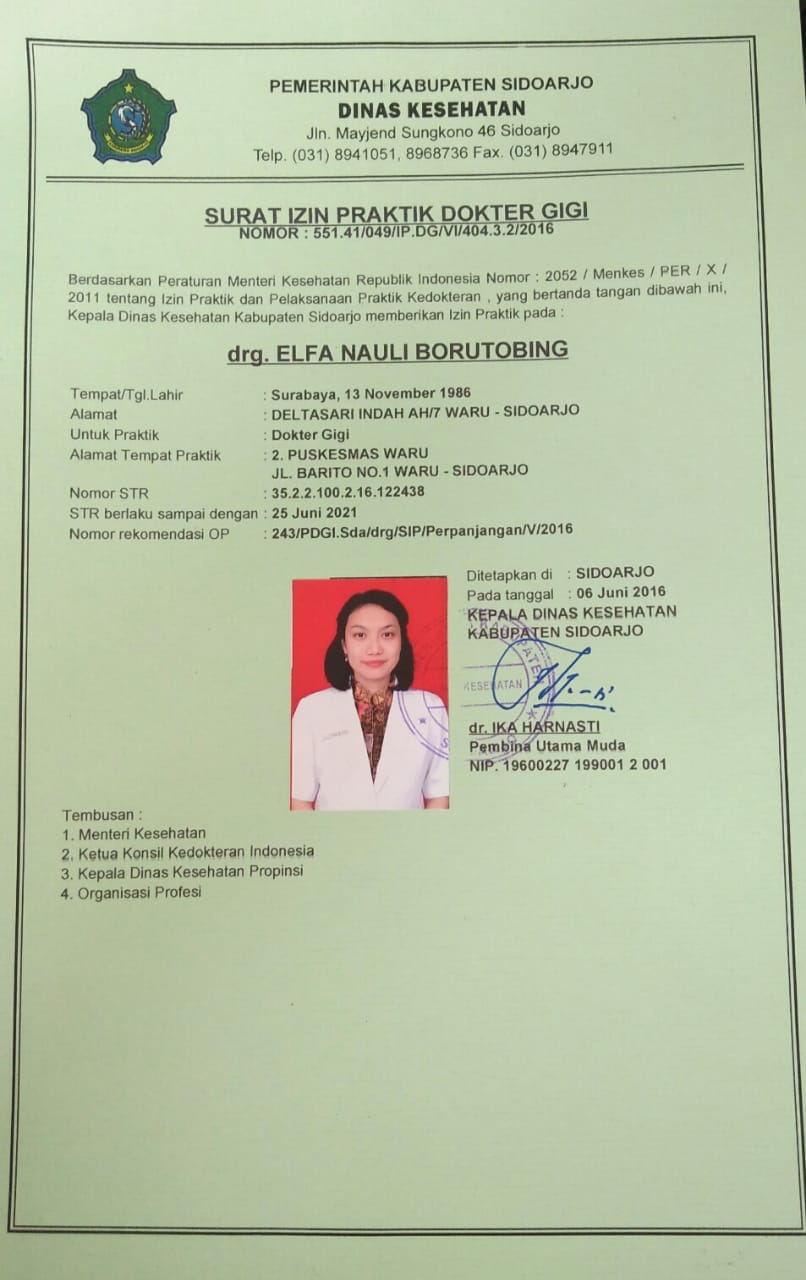 PEMERINTAH KABUPATEN SIDOARJO
DINAS KESEHATAN
Jln. Mayjend Sungkono 46 Sidoarjo
Telp. (031) 8941051, 8968736 Fax. (031) 8947911
SURAT IZIN PRAKTIK DOKTER GIGI
NOMOR : 551.41/049/IP.DG/VI/404.3.2/2016
Berdasarkan Peraturan Menteri Kesehatan Republik Indonesia Nomor : 2052 / Menkes / PER / X /
2011 tentang Izin Praktik dan Pelaksanaan Praktik Kedokteran , yang bertanda tangan dibawah ini,
Kepala Dinas Kesehatan Kabupaten Sidoarjo memberikan Izin Praktik pada :
drg. ELFA NAULI BORUTOBING
Tempat/Tgl.Lahir : Surabaya, 13 November 1986
Alamat : DELTASARI INDAH AH/7 WARU - SIDOARJO
Untuk Praktik : Dokter Gigi
Alamat Tempat Praktik : 2. PUSKESMAS WARU
JL. BARITO NO.1 WARU - SIDOARJO
Nomor STR : 35.2.2.100.2.16.122438
STR berlaku sampai dengan : 25 Juni 2021
Nomor rekomendasi OP : 243/PDGI.Sda/drg/SIP/Perpanjangan/V/2016
Ditetapkan di : SIDOARJO
Pada tanggal : 06 Juni 2016
KEPALA DINAS KESEHATAN
KABUPATEN SIDOARJO
KESEHATAN
dr. IKA HARNASTI
Pembina Utama Muda
NIP. 19600227 199001 2 001
Tembusan :
1. Menteri Kesehatan
2. Ketua Konsil Kedokteran Indonesia
3. Kepala Dinas Kesehatan Propinsi
4. Organisasi Profesi